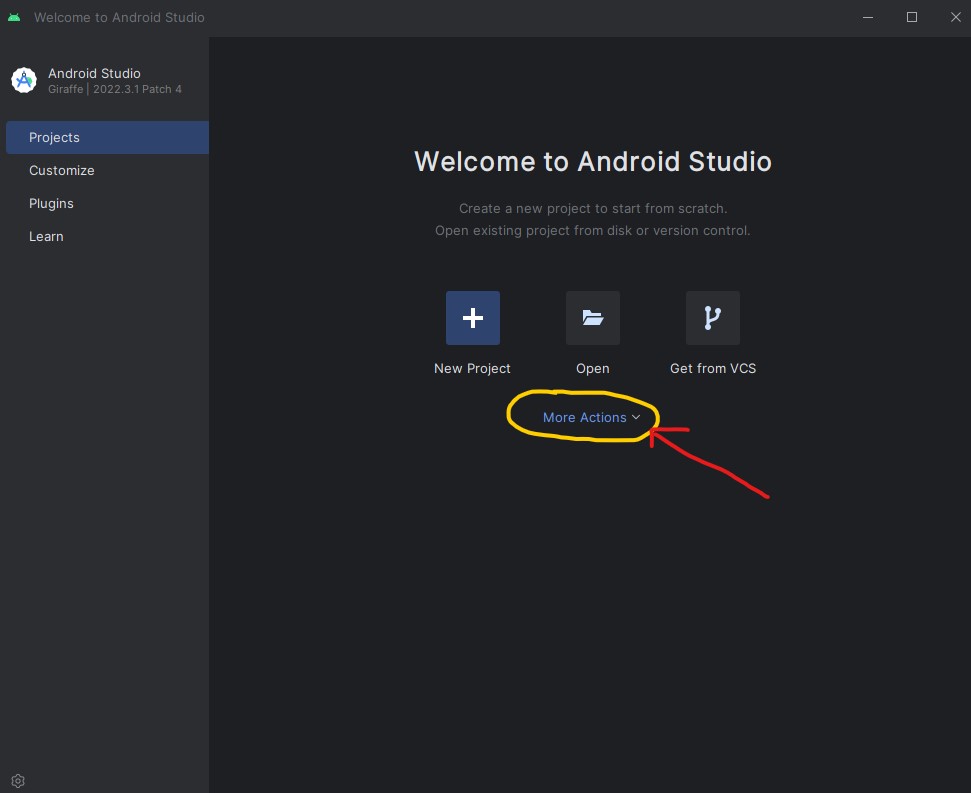 Welcome to Android Studio
Android Studio
Giraffe | 2022.3.1 Patch 4
Projects
Customize
Plugins
Learn
Welcome to Android Studio
Create a new project to start from scratch.
Open existing project from disk or version control.
New Project
Open
Get from VCS
More Actions